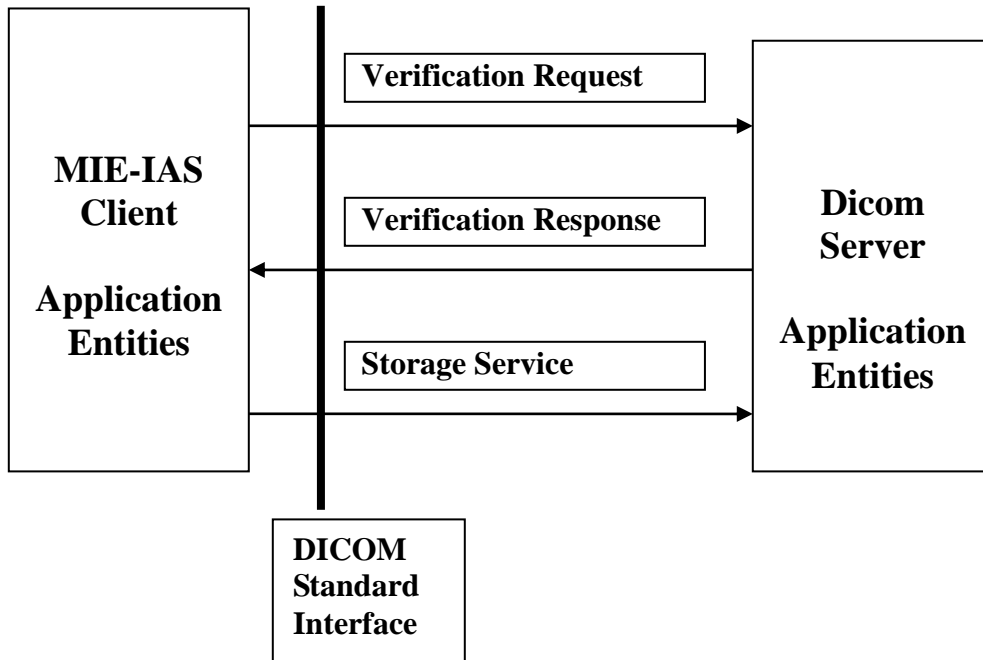 MIE-IAS
Client
Application
Entities
Verification Request
Verification Response
Storage Service
Dicom
Server
Application
Entities
DICOM
Standard
Interface